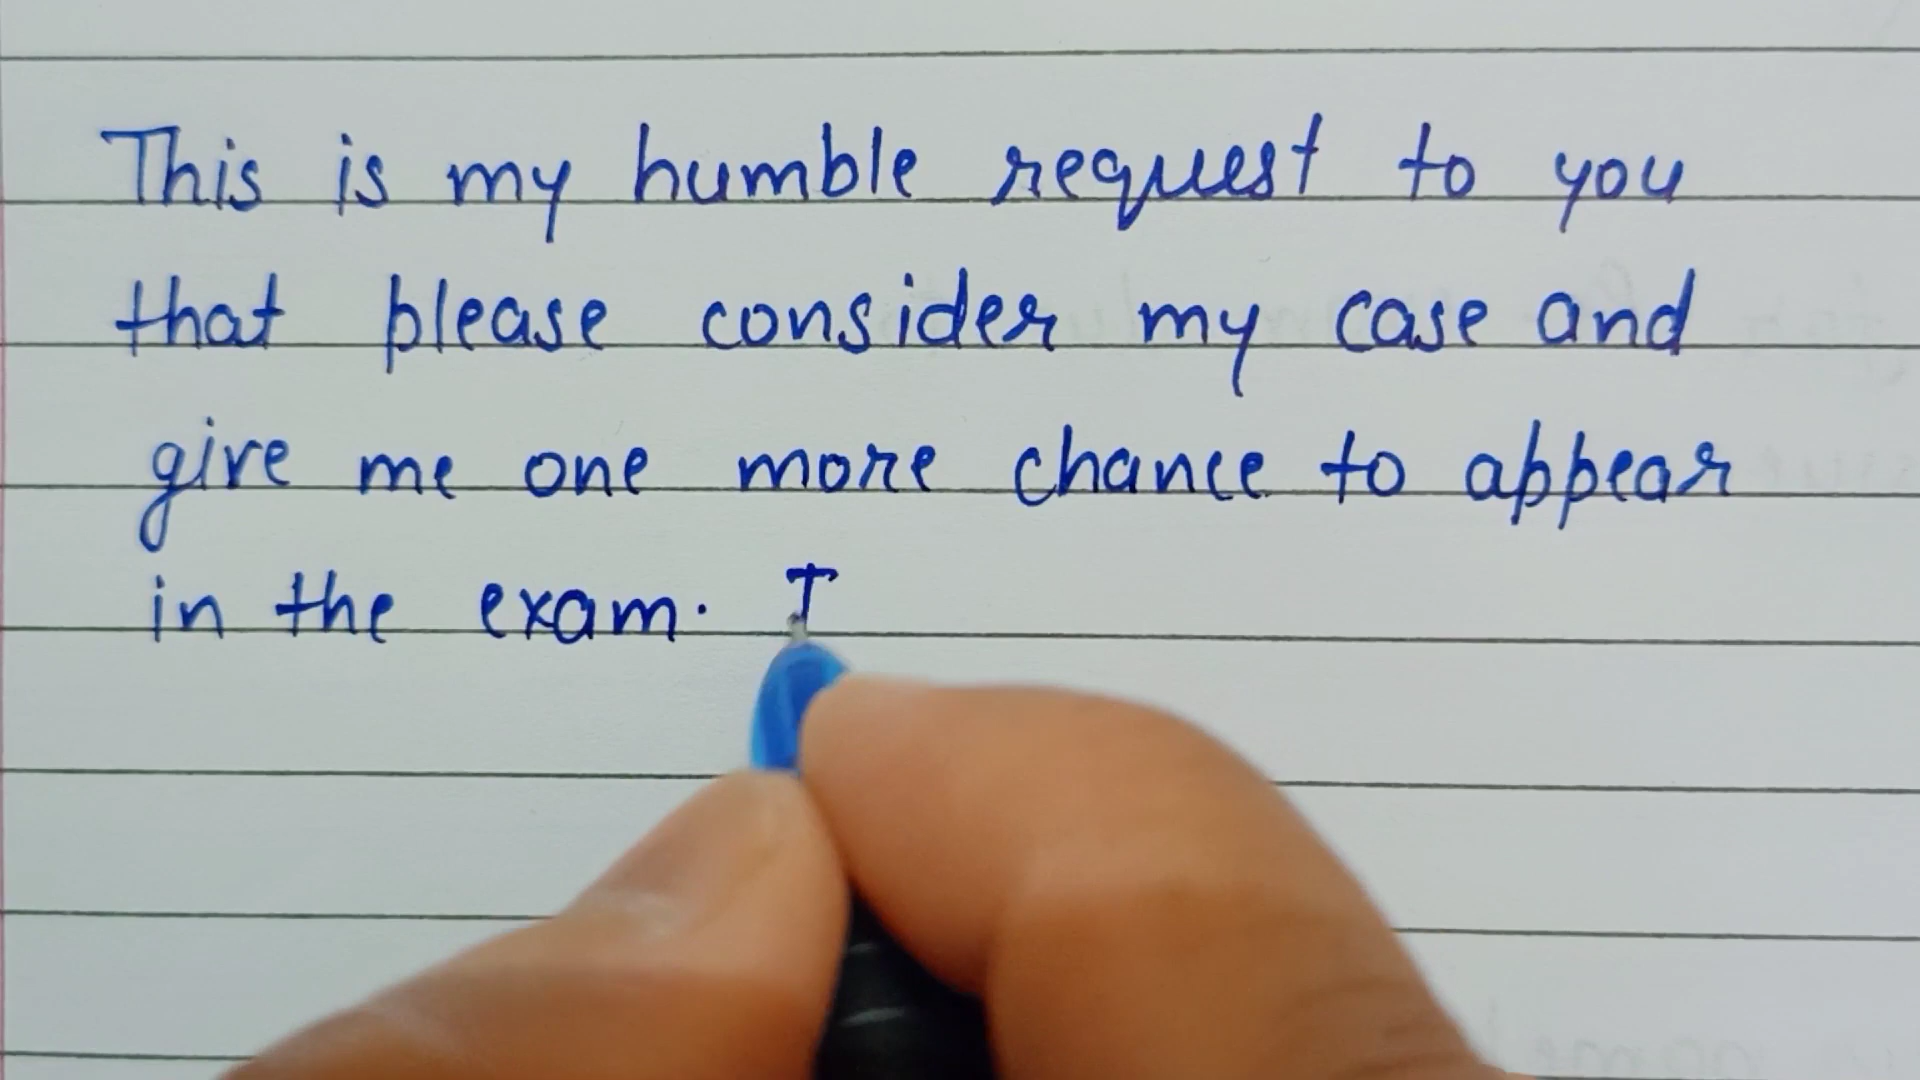 This is my humble request to you
that please consider my case and
give me one more chance to appear
in the exam. I